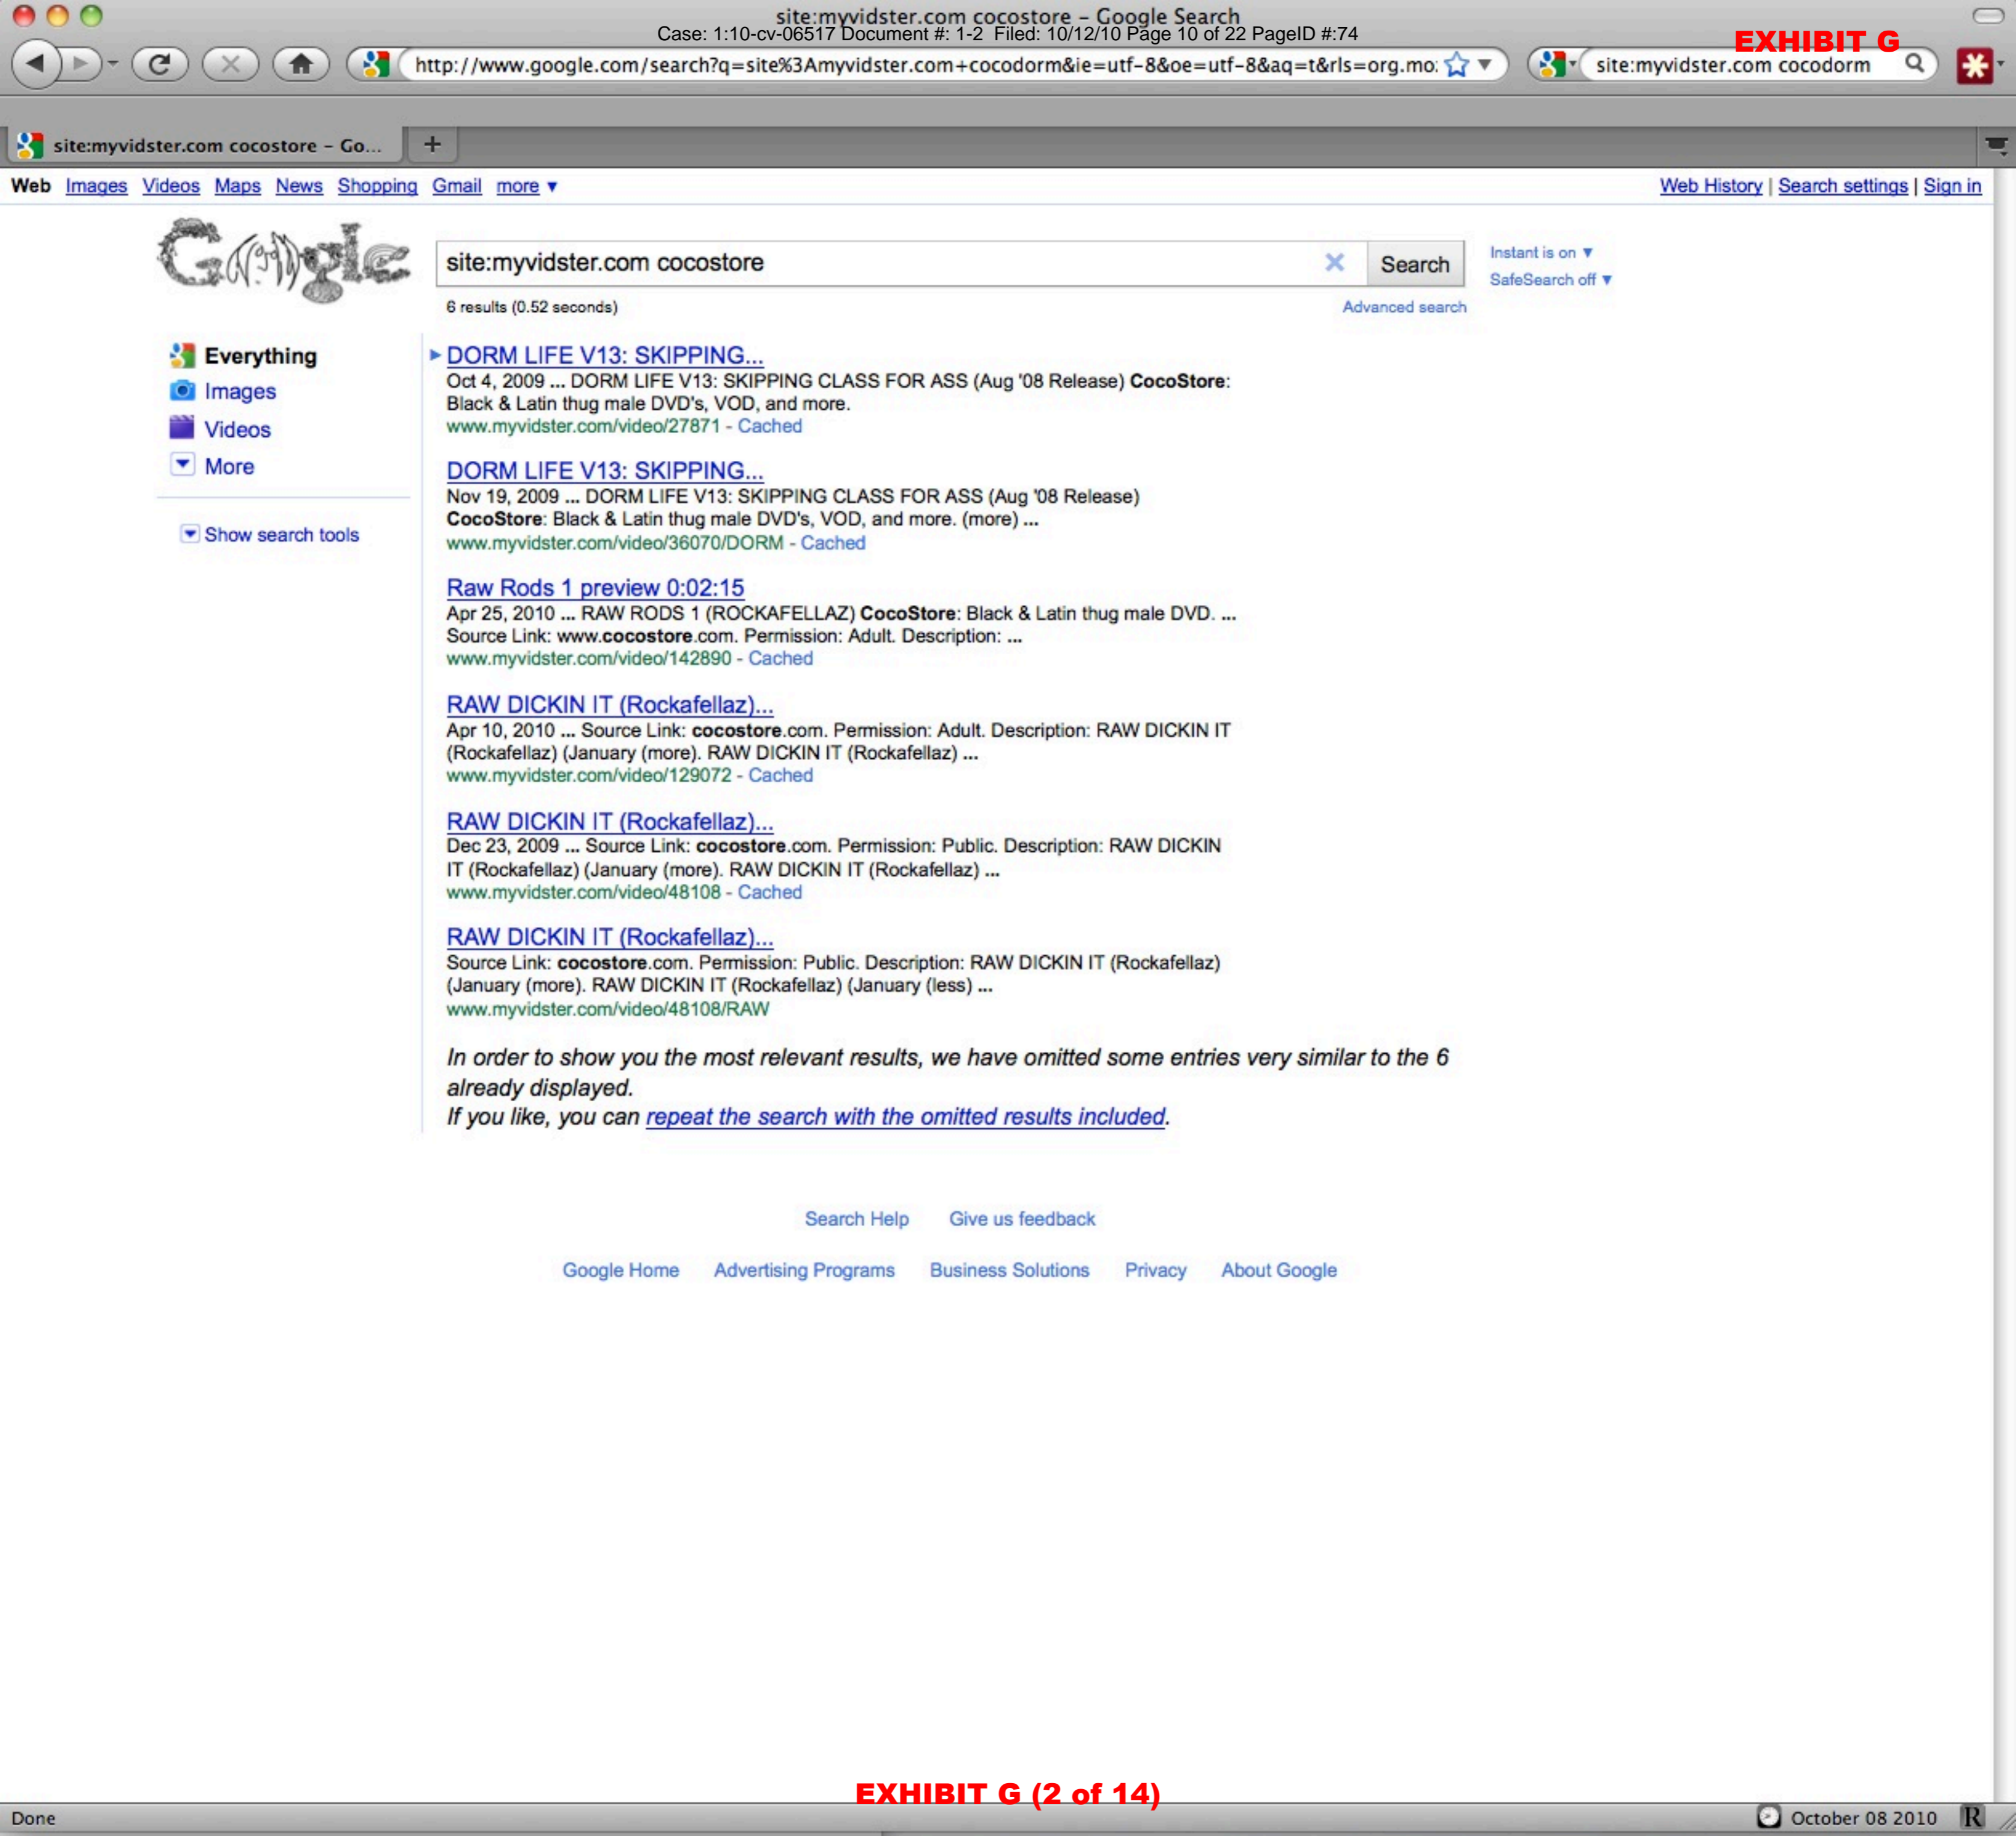 site:myvidster.com cocostore – Google Search
Case: 1:10-cv-06517 Document #: 1-2 Filed: 10/12/10 Page 10 of 22 PageID #:74
EXHIBIT G
http://www.google.com/search?q=site%3Amyvidster.com+cocodorm&ie=utf-8&oe=utf-8&aq=t&rls=org.mo:
site:myvidster.com cocodorm
site:myvidster.com cocostore – Go...
Web Images Videos Maps News Shopping Gmail more ▼
Web History | Search settings | Sign in
Google
site:myvidster.com cocostore
Search
Instant is on ▼
SafeSearch off ▼
6 results (0.52 seconds)
Advanced search
Everything
Images
Videos
More
Show search tools
DORM LIFE V13: SKIPPING...
Oct 4, 2009 ... DORM LIFE V13: SKIPPING CLASS FOR ASS (Aug '08 Release) CocoStore:
Black & Latin thug male DVD's, VOD, and more.
www.myvidster.com/video/27871 - Cached
DORM LIFE V13: SKIPPING...
Nov 19, 2009 ... DORM LIFE V13: SKIPPING CLASS FOR ASS (Aug '08 Release)
CocoStore: Black & Latin thug male DVD's, VOD, and more. (more) ...
www.myvidster.com/video/36070/DORM - Cached
Raw Rods 1 preview 0:02:15
Apr 25, 2010 ... RAW RODS 1 (ROCKAFELLAZ) CocoStore: Black & Latin thug male DVD. ...
Source Link: www.cocostore.com. Permission: Adult. Description: ...
www.myvidster.com/video/142890 - Cached
RAW DICKIN IT (Rockafellaz)...
Apr 10, 2010 ... Source Link: cocostore.com. Permission: Adult. Description: RAW DICKIN IT
(Rockafellaz) (January (more). RAW DICKIN IT (Rockafellaz) ...
www.myvidster.com/video/129072 - Cached
RAW DICKIN IT (Rockafellaz)...
Dec 23, 2009 ... Source Link: cocostore.com. Permission: Public. Description: RAW DICKIN
IT (Rockafellaz) (January (more). RAW DICKIN IT (Rockafellaz) ...
www.myvidster.com/video/48108 - Cached
RAW DICKIN IT (Rockafellaz)...
Source Link: cocostore.com. Permission: Public. Description: RAW DICKIN IT (Rockafellaz)
(January (more). RAW DICKIN IT (Rockafellaz) (January (less) ...
www.myvidster.com/video/48108/RAW
In order to show you the most relevant results, we have omitted some entries very similar to the 6
already displayed.
If you like, you can repeat the search with the omitted results included.
Search Help Give us feedback
Google Home Advertising Programs Business Solutions Privacy About Google
EXHIBIT G (2 of 14)
Done
October 08 2010
R